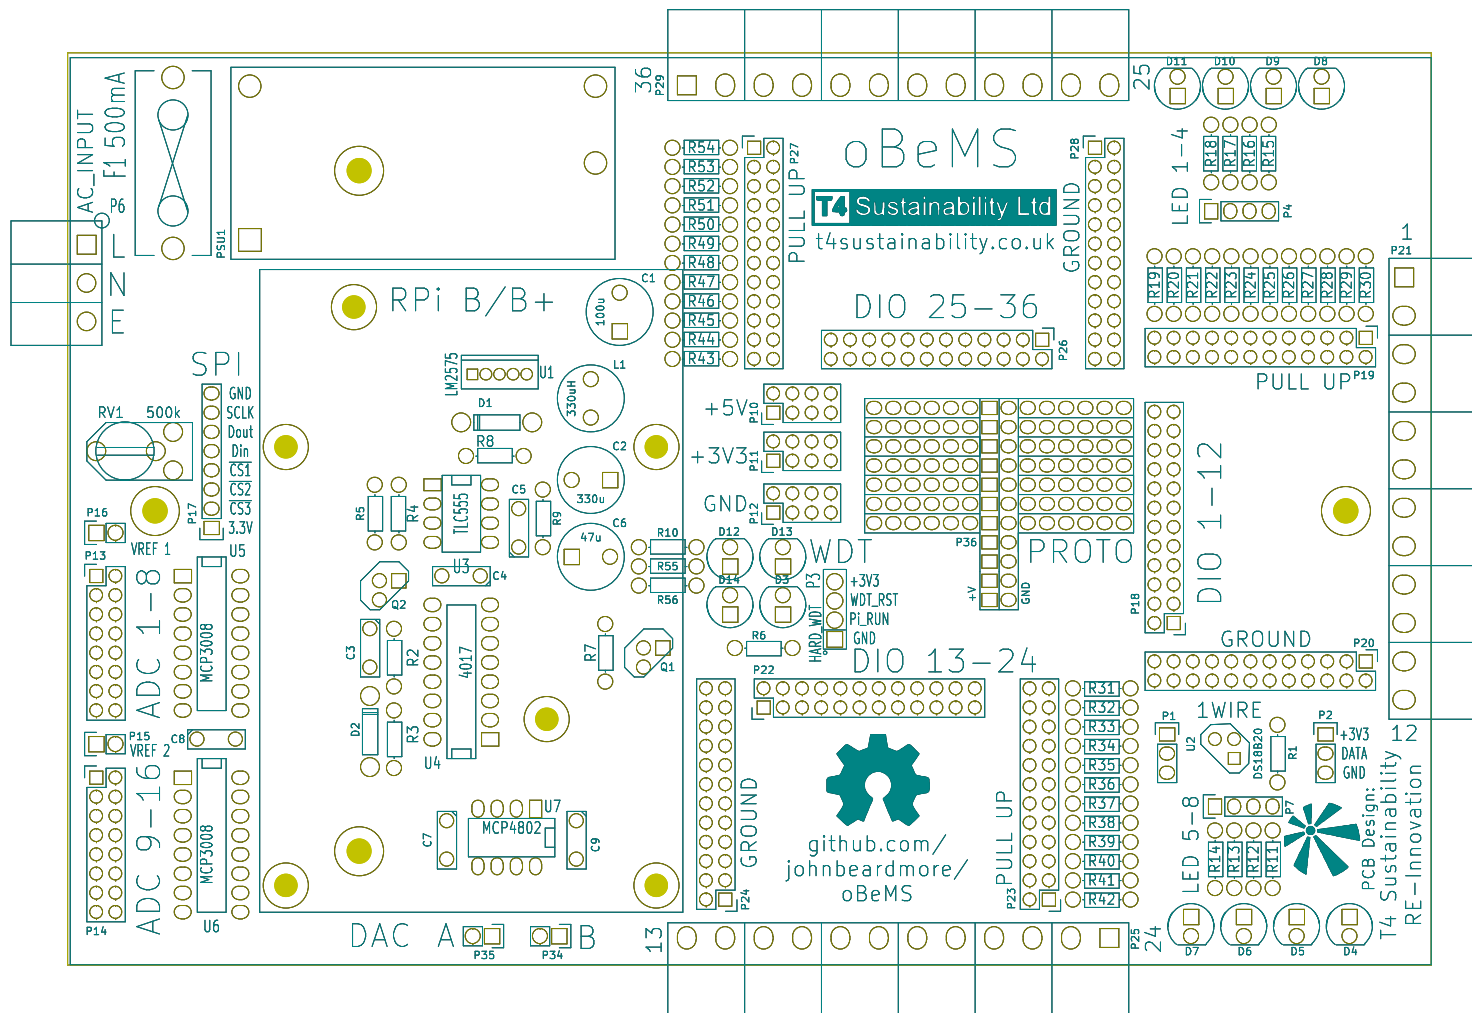 36
P29
25
D11
D10
D9
D8
AC_INPUT
F1 500mA
P6
L
N
E
PSU1
R54
R53
R52
R51
R50
R49
R48
R47
R46
R45
R44
R43
P27
PULL UP
oBeMS
T4 Sustainability Ltd
t4sustainability.co.uk
P28
GROUND
DIO 25-36
P26
LED 1-4
R18
R17
R16
R15
P4
1
P21
R19
R20
R21
R22
R23
R24
R25
R26
R27
R28
R29
R30
PULL UP
P19
RPi B/B+
C1
100u
SPI
GND
SCLK
Dout
Din
CS1
CS2
CS3
3.3V
P17
RV1
500k
LM2575
U1
L1
330uH
D1
R8
C2
330u
+5V
P10
+3V3
P11
GND
P12
P36
PROTO
+V
GND
DIO 1-12
P18
P16
VREF 1
P13
U5
R5
R4
TLC555
U3
C5
R9
C6
47u
C4
R10
R55
R56
D12
D13
D14
D3
WDT
P3
+3V3
WDT_RST
Pi_RUN
GND
HARD_WDT
R6
ADC 1-8
MCP3008
Q2
C3
R2
4017
U4
R7
Q1
DIO 13-24
P22
GROUND
P20
P15
VREF 2
C8
D2
R3
R31
R32
R33
R34
R35
R36
R37
R38
R39
R40
R41
R42
P1
1WIRE
U2
DS18B20
R1
P2
+3V3
DATA
GND
12
ADC 9-16
MCP3008
P14
U6
C7
U7
MCP4802
C9
GROUND
P24
github.com/
johnbeardmore/
oBeMS
PULL UP
P23
LED 5-8
P7
R14
R13
R12
R11
PCB Design:
T4 Sustainability
RE-Innovation
DAC A
P35
P34
B
13
P25
24
D7
D6
D5
D4